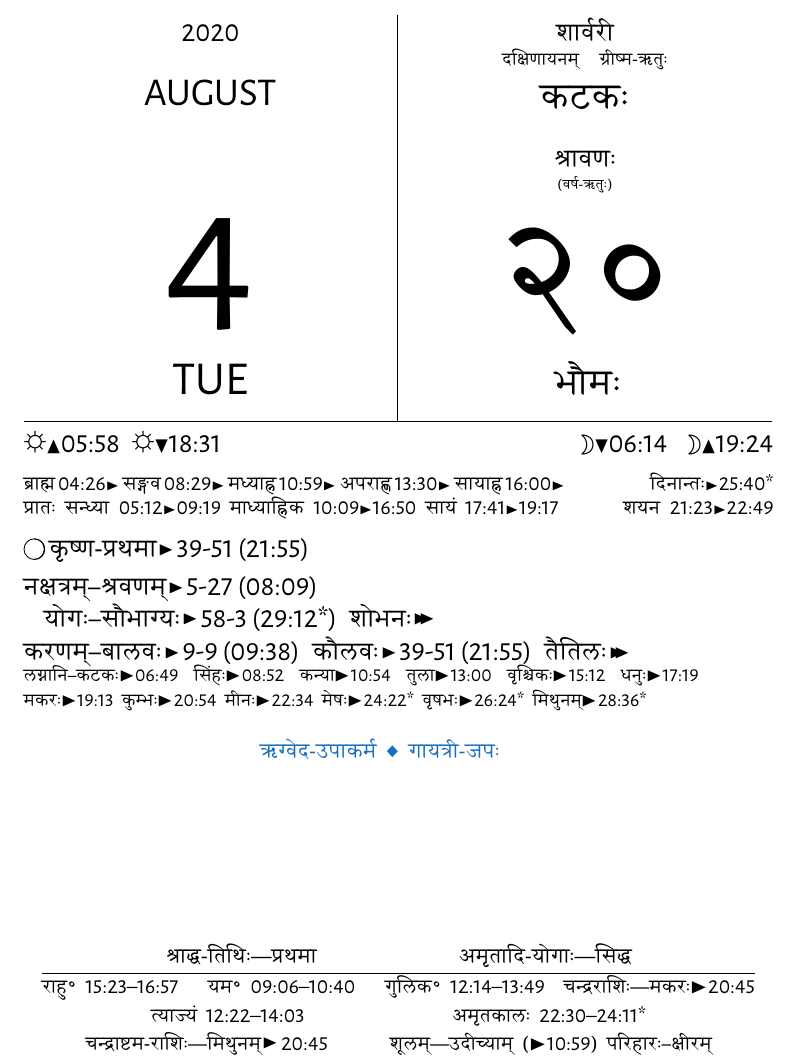 2020
AUGUST
4
TUE
शार्वरी
दक्षिणायनम् ग्रीष्म-ऋतुः
कटकः
श्रावणः
(वर्ष-ऋतुः)
२०
भौमः
☼▲05:58 ☼▼18:31 ☽▼06:14 ☽▲19:24
ब्राह्म 04:26► सङ्गव 08:29► मध्याह्न 10:59► अपराह्ण 13:30► सायाह्न 16:00► दिनान्तः►25:40*
प्रातः सन्ध्या 05:12►09:19 माध्याह्निक 10:09►16:50 सायं 17:41►19:17 शयन 21:23►22:49
◯ कृष्ण-प्रथमा►39-51 (21:55)
नक्षत्रम्–श्रवणम्►5-27 (08:09)
योगः–सौभाग्यः►58-3 (29:12*) शोभनः►►
करणम्–बालवः►9-9 (09:38) कौलवः►39-51 (21:55) तैतिलः►►
लग्नानि–कटकः►06:49 सिंहः►08:52 कन्या►10:54 तुला►13:00 वृश्चिकः►15:12 धनुः►17:19
मकरः►19:13 कुम्भः►20:54 मीनः►22:34 मेषः►24:22* वृषभः►26:24* मिथुनम्►28:36*
ऋग्वेद-उपाकर्म ◆ गायत्री-जपः
श्राद्ध-तिथिः—प्रथमा अमृतादि-योगाः—सिद्ध
राहु॰ 15:23–16:57 यम॰ 09:06–10:40 गुलिक॰ 12:14–13:49 चन्द्रराशिः—मकरः►20:45
त्याज्यं 12:22–14:03 अमृतकालः 22:30–24:11*
चन्द्राष्टम-राशिः—मिथुनम्►20:45 शूलम्—उदीच्याम् (►10:59) परिहारः–क्षीरम्